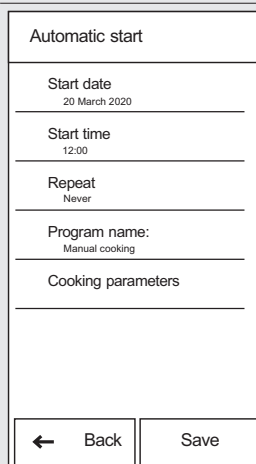 Automatic start
Start date
20 March 2020
Start time
12:00
Repeat
Never
Program name:
Manual cooking
Cooking parameters
Back
Save